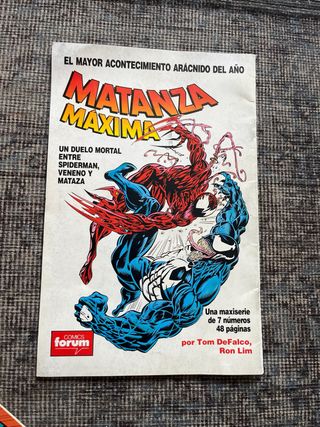 EL MAYOR ACONTECIMIENTO ARÁCNIDO DEL AÑO
MATANZA
MÁXIMA
UN DUELO MORTAL
ENTRE
SPIDERMAN,
VENENO Y
MATAZA
Una maxiserie
de 7 números
48 páginas
por Tom DeFalco,
Ron Lim
COMICS
forum